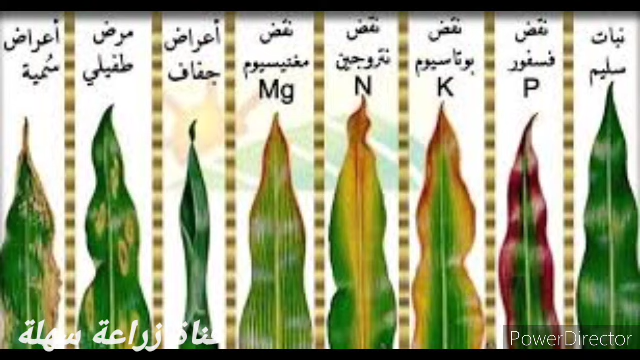 نبات
سليم
نقص
فسفور
P
نقص
بوتاسيوم
K
نقص
نتروجين
N
نقص
مغنيسيوم
Mg
أعراض
جفاف
مرض
طفيلي
أعراض
سُمية
قناة زراعة سهلة
PowerDirector